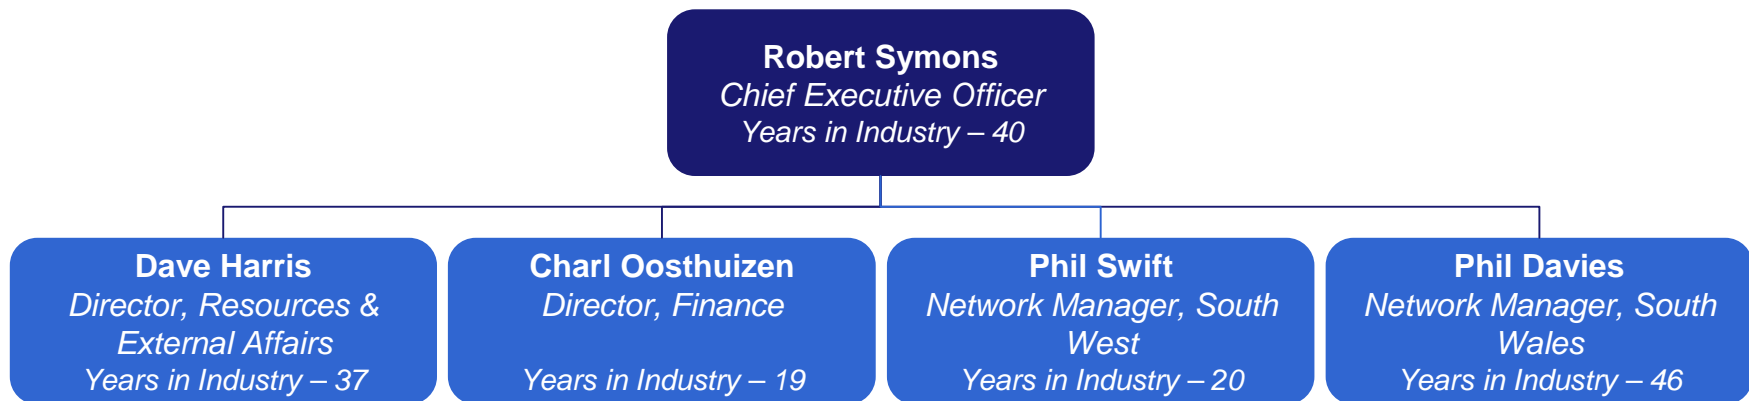 Robert Symons
Chief Executive Officer
Years in Industry – 40
Dave Harris
Director, Resources &
External Affairs
Years in Industry – 37
Charl Oosthuizen
Director, Finance
Years in Industry – 19
Phil Swift
Network Manager, South
West
Years in Industry – 20
Phil Davies
Network Manager, South
Wales
Years in Industry – 46